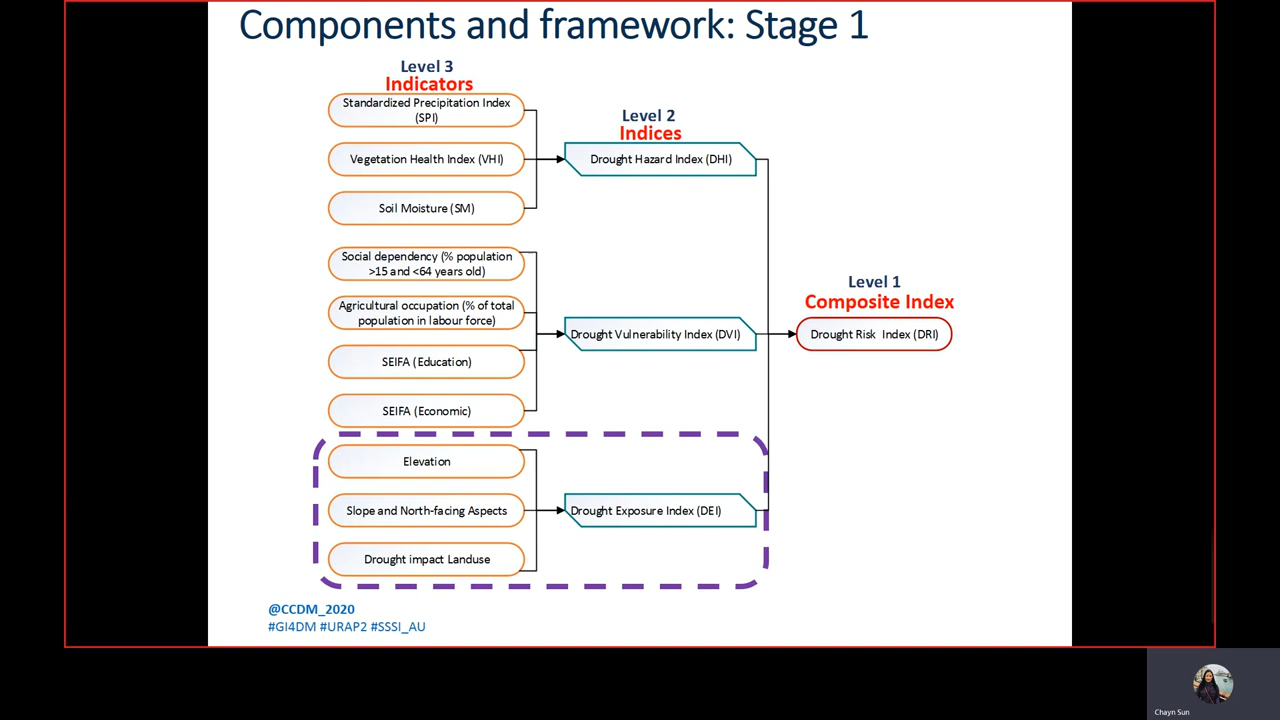 Components and framework: Stage 1
Level 3
Indicators
Standardized Precipitation Index
(SPI)
Vegetation Health Index (VHI)
Soil Moisture (SM)
Social dependency (% population
>15 and <64 years old)
Agricultural occupation (% of total
population in labour force)
SEIFA (Education)
SEIFA (Economic)
Elevation
Slope and North-facing Aspects
Drought impact Landuse
Level 2
Indices
Drought Hazard Index (DHI)
Drought Vulnerability Index (DVI)
Drought Exposure Index (DEI)
Level 1
Composite Index
Drought Risk Index (DRI)
@CCDM_2020
#GI4DM #URAP2 #SSSI_AU
Chayn Sun